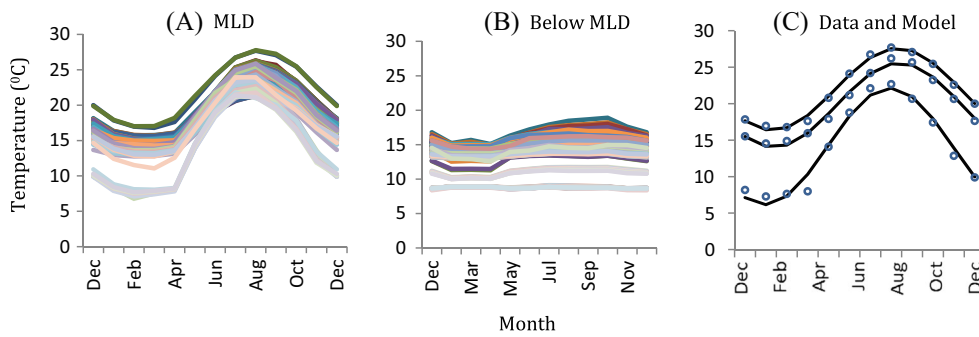 (A) MLD
(B) Below MLD
(C) Data and Model
Temperature (⁰C)
30
25
20
15
10
5
0
Dec
Feb
Apr
Jun
Aug
Oct
Dec
30
25
20
15
10
5
0
Dec
Mar
May
Jul
Sep
Nov
30
25
20
15
10
5
0
Dec
Feb
Apr
Jun
Aug
Oct
Dec
Month